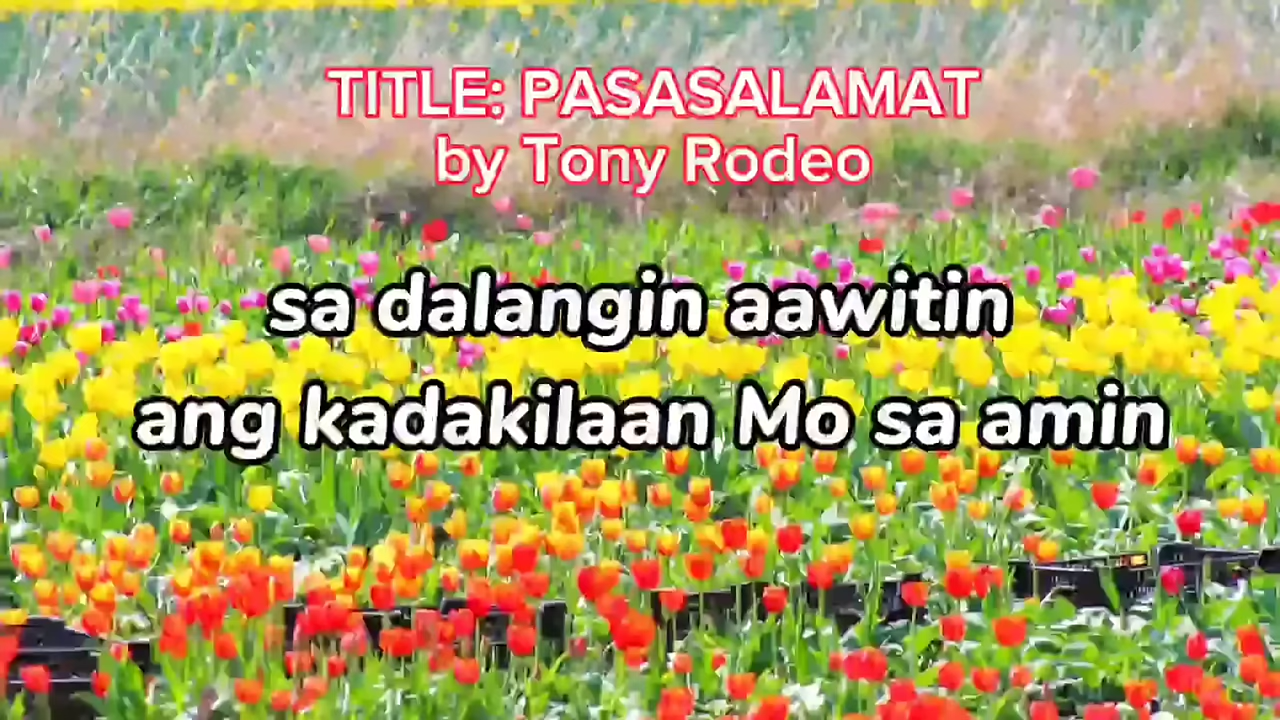 TITLE: PASASALAMAT
by Tony Rodeo
sa dalangin aawitin
ang kadakilaan Mo sa amin